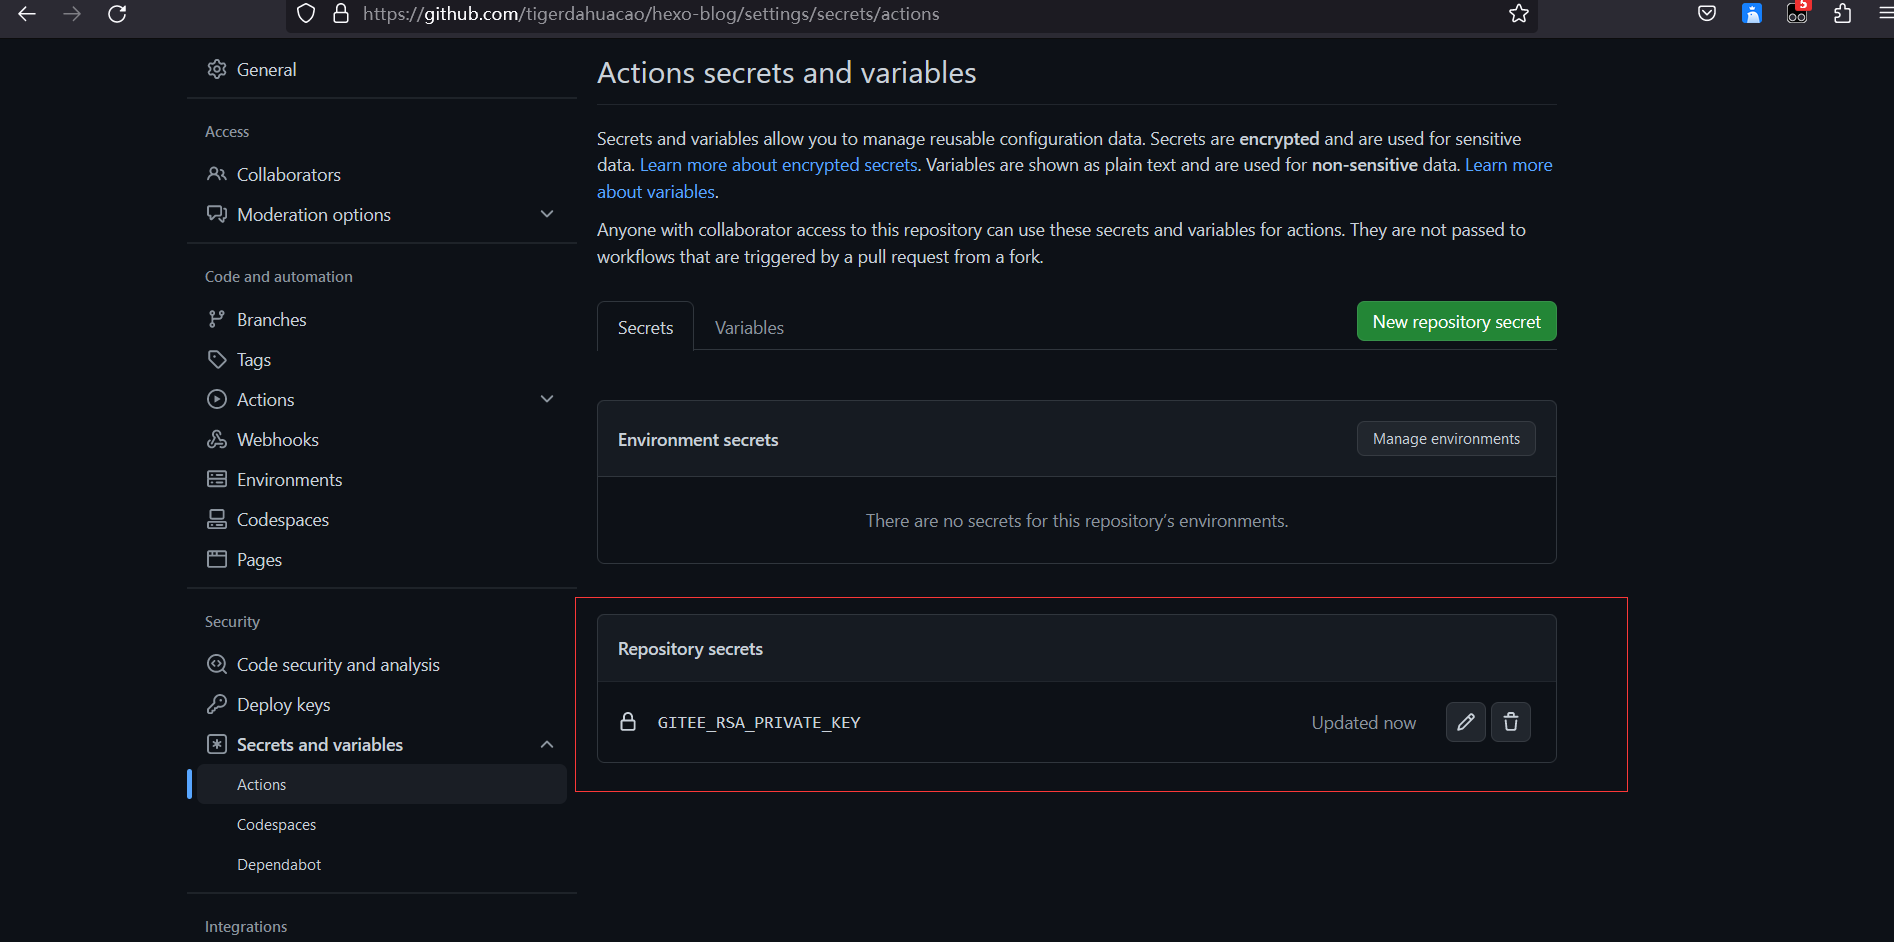 https://github.com/tigerdahuacao/hexo-blog/settings/secrets/actions
5
General
Access
Collaborators
Moderation options
Code and automation
Branches
Tags
Actions
Webhooks
Environments
Codespaces
Pages
Security
Code security and analysis
Deploy keys
Secrets and variables
Actions
Codespaces
Dependabot
Integrations
Actions secrets and variables
Secrets and variables allow you to manage reusable configuration data. Secrets are encrypted and are used for sensitive
data. Learn more about encrypted secrets. Variables are shown as plain text and are used for non-sensitive data. Learn more
about variables.
Anyone with collaborator access to this repository can use these secrets and variables for actions. They are not passed to
workflows that are triggered by a pull request from a fork.
Secrets Variables New repository secret
Environment secrets Manage environments
There are no secrets for this repository’s environments.
Repository secrets
GITEE_RSA_PRIVATE_KEY Updated now